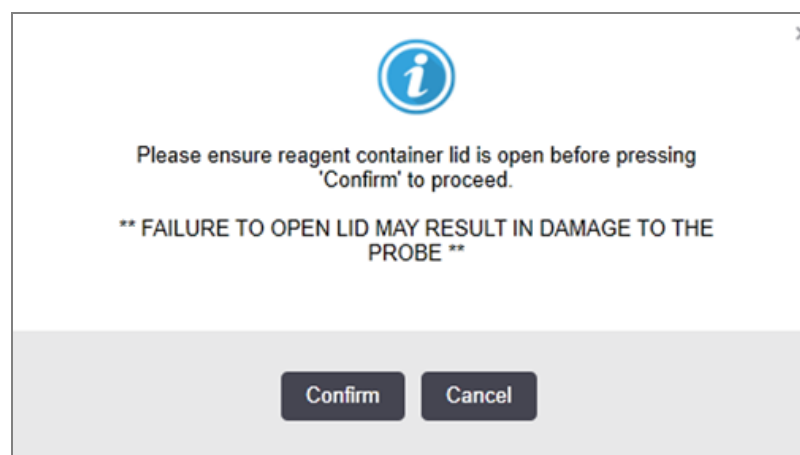 Please ensure reagent container lid is open before pressing
'Confirm' to proceed.
** FAILURE TO OPEN LID MAY RESULT IN DAMAGE TO THE
PROBE **
Confirm Cancel